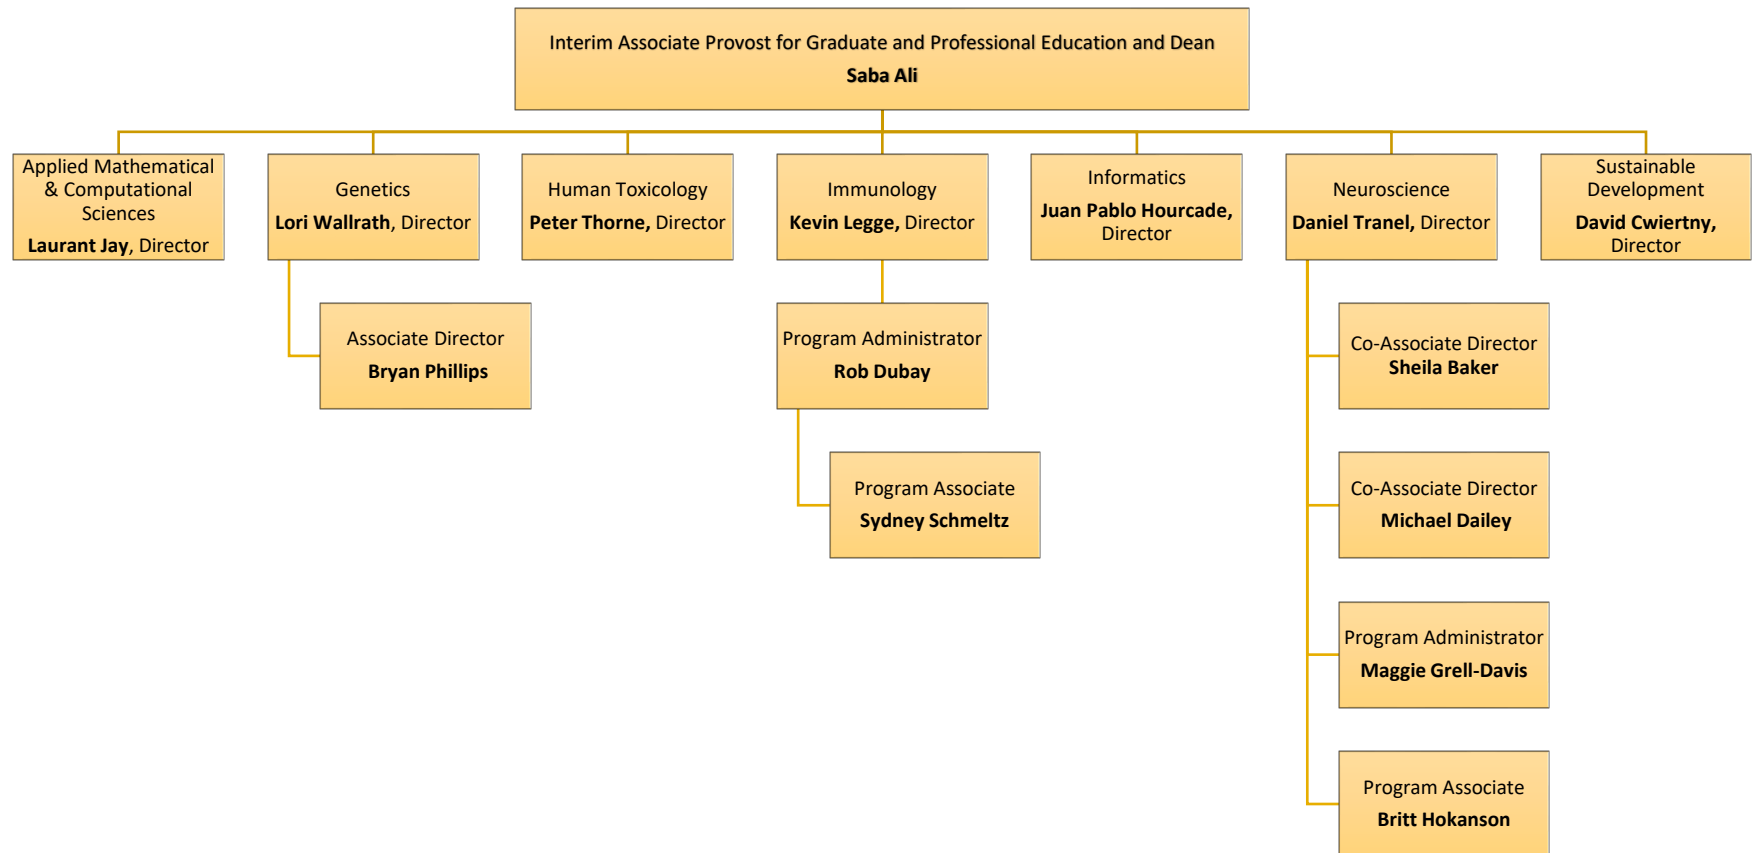 Interim Associate Provost for Graduate and Professional Education and Dean
Saba Ali
Applied Mathematical
& Computational
Sciences
Laurant Jay, Director
Genetics
Lori Wallrath, Director
Human Toxicology
Peter Thorne, Director
Immunology
Kevin Legge, Director
Informatics
Juan Pablo Hourcade,
Director
Neuroscience
Daniel Tranel, Director
Sustainable
Development
David Cwiertny,
Director
Associate Director
Bryan Phillips
Program Administrator
Rob Dubay
Program Associate
Sydney Schmeltz
Co-Associate Director
Sheila Baker
Co-Associate Director
Michael Dailey
Program Administrator
Maggie Grell-Davis
Program Associate
Britt Hokanson